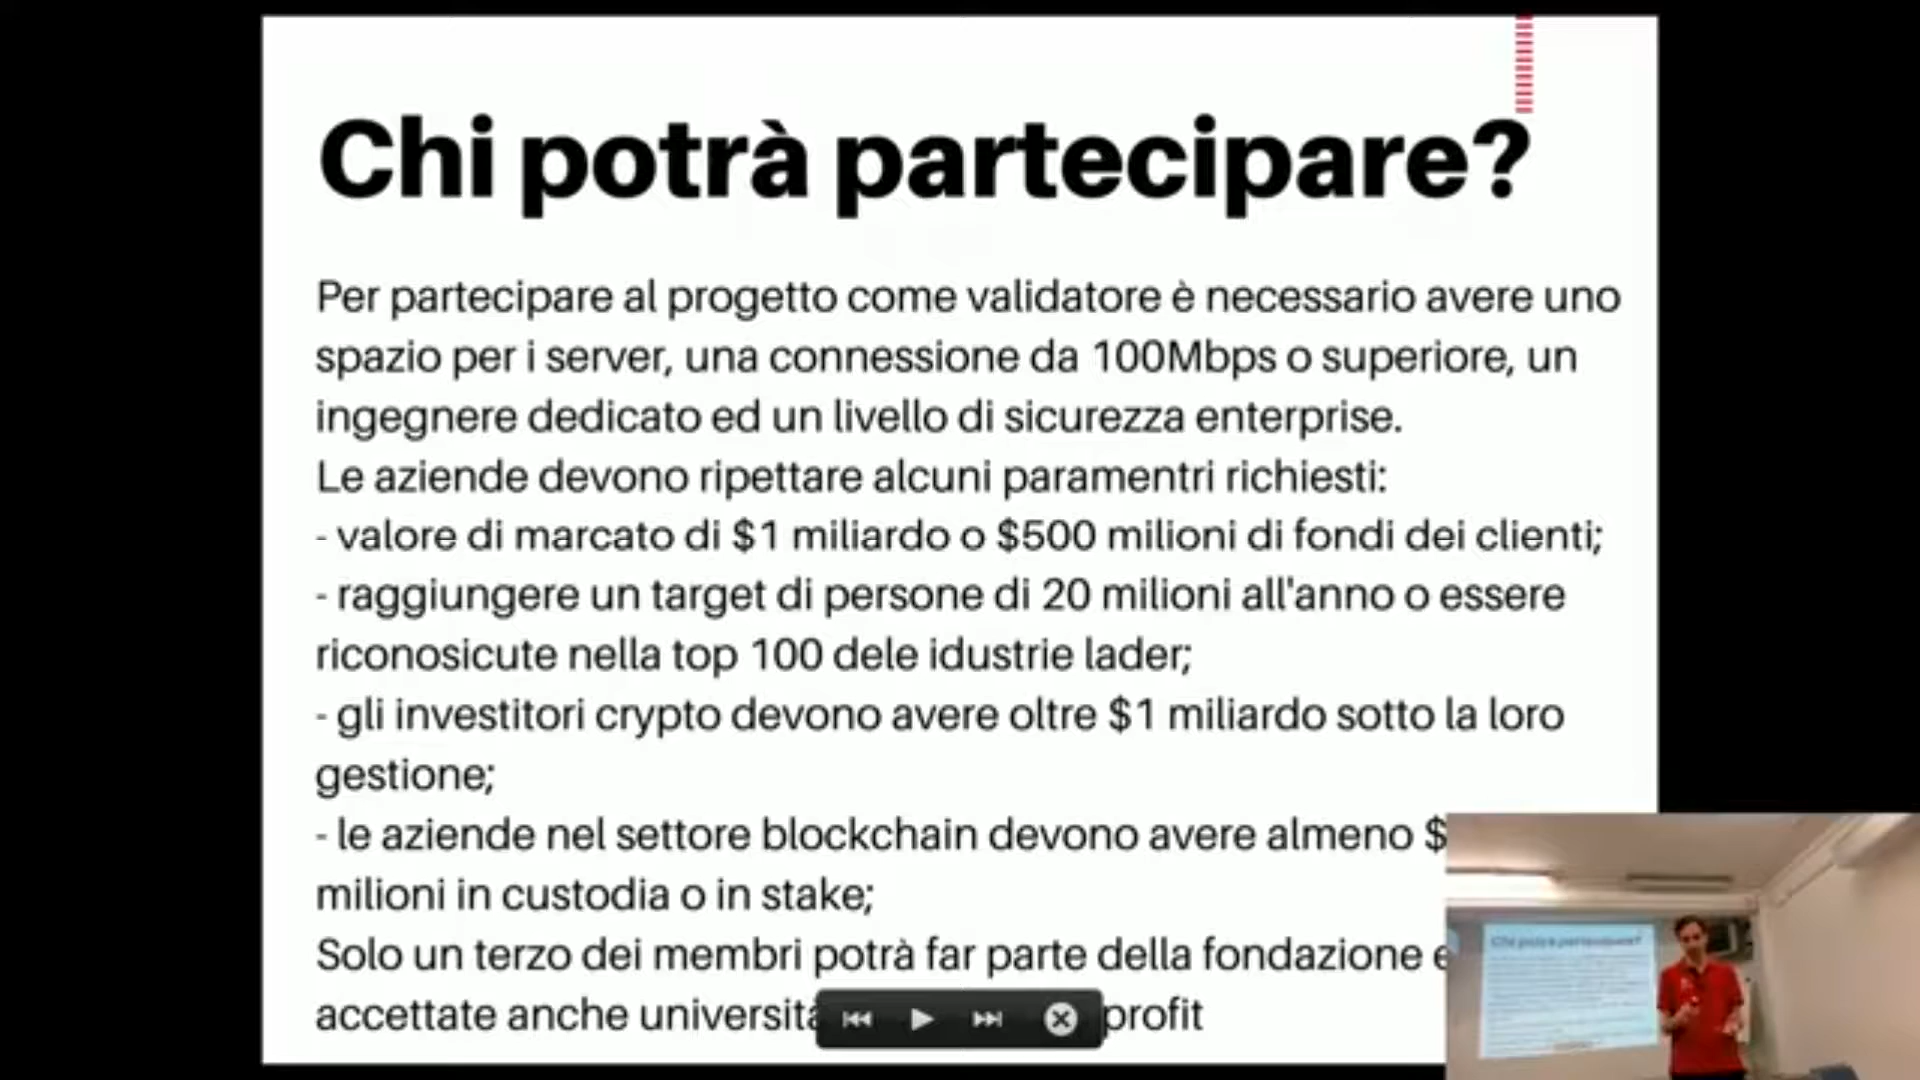 Chi potrà partecipare?
Per partecipare al progetto come validatore è necessario avere uno
spazio per i server, una connessione da 100Mbps o superiore, un
ingegnere dedicato ed un livello di sicurezza enterprise.
Le aziende devono ripettare alcuni paramentri richiesti:
- valore di marcato di $1 miliardo o $500 milioni di fondi dei clienti;
- raggiungere un target di persone di 20 milioni all'anno o essere
riconosicute nella top 100 dele idustrie lader;
- gli investitori crypto devono avere oltre $1 miliardo sotto la loro
gestione;
- le aziende nel settore blockchain devono avere almeno $
milioni in custodia o in stake;
Solo un terzo dei membri potrà far parte della fondazione
accettate anche università profit
Chi potrà partecipare?